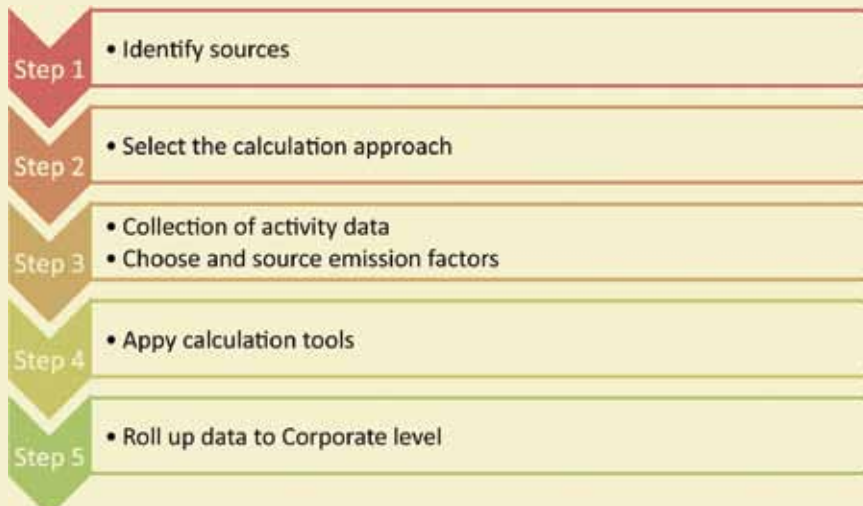 Step 1
• Identify sources
Step 2
• Select the calculation approach
Step 3
• Collection of activity data
• Choose and source emission factors
Step 4
• Appy calculation tools
Step 5
• Roll up data to Corporate level